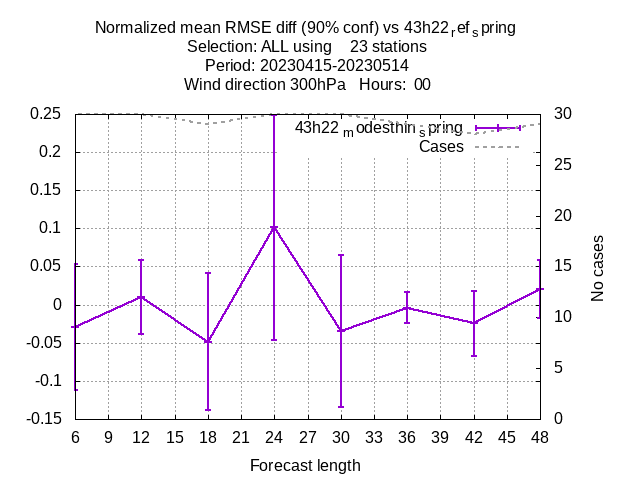 Normalized mean RMSE diff (90% conf) vs 43h22refspring
Selection: ALL using 23 stations
Period: 20230415-20230514
Wind direction 300hPa Hours: 00
43h22modesthinspring
Cases
0.25
0.2
0.15
0.1
0.05
0
-0.05
-0.1
-0.15
30
25
20
15
10
5
0
No cases
6 9 12 15 18 21 24 27 30 33 36 39 42 45 48
Forecast length